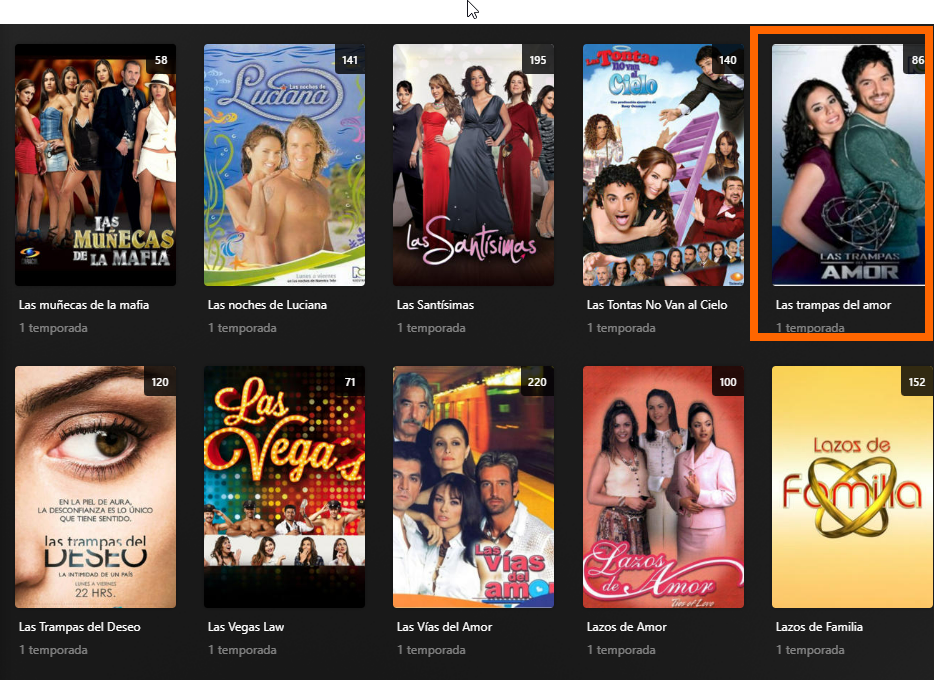 58
LAS
MUÑECAS
DE LA MAFIA
Las muñecas de la mafia
1 temporada
141
Las noches de
Luciana
Las noches de Luciana
1 temporada
195
Las
Santísimas
Las Santísimas
1 temporada
140
Las Tontas
no van
al
Cielo
Las Tontas No Van al Cielo
1 temporada
86
LAS TRAMPAS
AMOR
Las trampas del amor
1 temporada
120
EN LA PIEL DE AURA,
LA DESCONFIANZA ES LO ÚNICO
QUE TIENE SENTIDO.
las trampas del
DESEO
LA INTIMIDAD DE UN PAÍS
LUNES A VIERNES
22 HRS.
Las Trampas del Deseo
1 temporada
71
Las
Vega's
Las Vegas Law
1 temporada
220
Las
vías
del
amor
Las Vías del Amor
1 temporada
100
Lazos
de Amor
Ties of Love
Lazos de Amor
1 temporada
152
Lazos de
Familia
Lazos de Familia
1 temporada